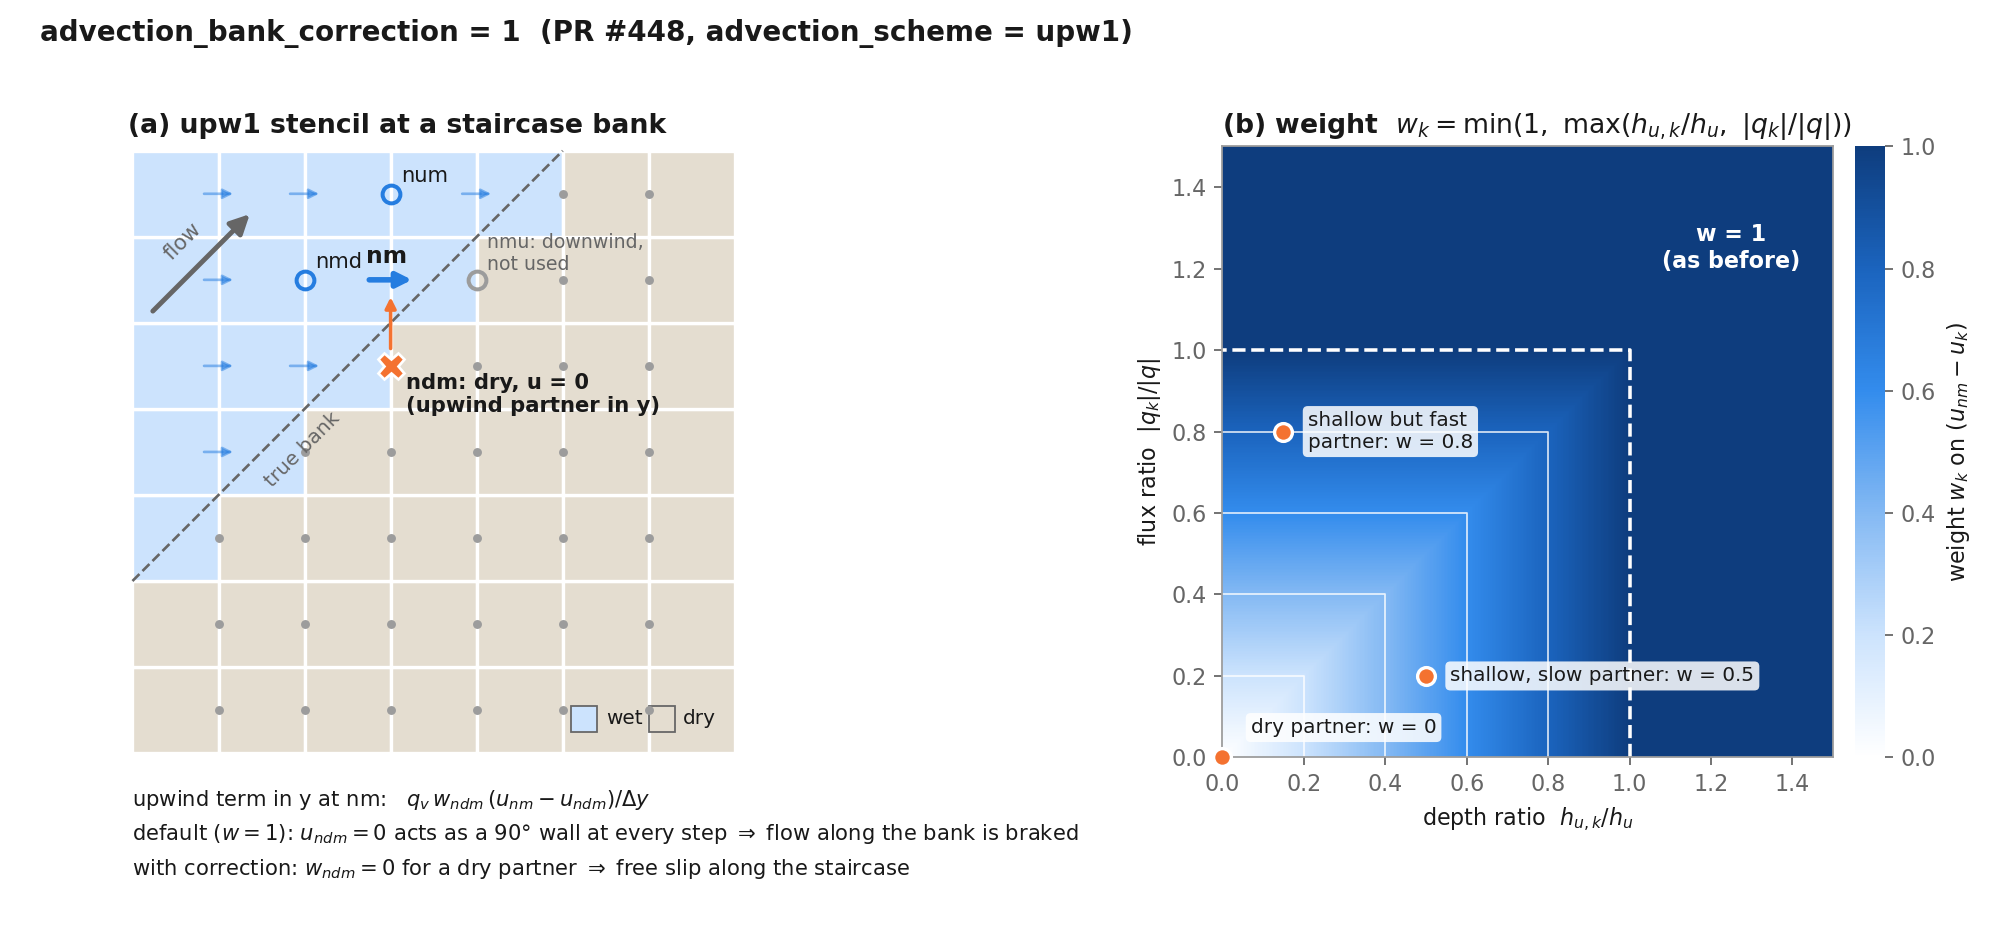 advection_bank_correction = 1 (PR #448, advection_scheme = upw1)
(a) upw1 stencil at a staircase bank
num
flow
nmd
nm
nmu: downwind,
not used
ndm: dry, u = 0
(upwind partner in y)
true bank
wet
dry
upwind term in y at nm: q_v w_ndm (u_nm − u_ndm)/Δy
default (w = 1): u_ndm = 0 acts as a 90° wall at every step ⇒ flow along the bank is braked
with correction: w_ndm = 0 for a dry partner ⇒ free slip along the staircase
(b) weight w_k = min(1, max(h_{u,k}/h_u, |q_k|/|q|))
w = 1
(as before)
shallow but fast
partner: w = 0.8
shallow, slow partner: w = 0.5
dry partner: w = 0
flux ratio |q_k|/|q|
1.4
1.2
1.0
0.8
0.6
0.4
0.2
0.0
0.0 0.2 0.4 0.6 0.8 1.0 1.2 1.4
depth ratio h_{u,k}/h_u
1.0
0.8
0.6
0.4
0.2
0.0
weight w_k on (u_nm − u_k)